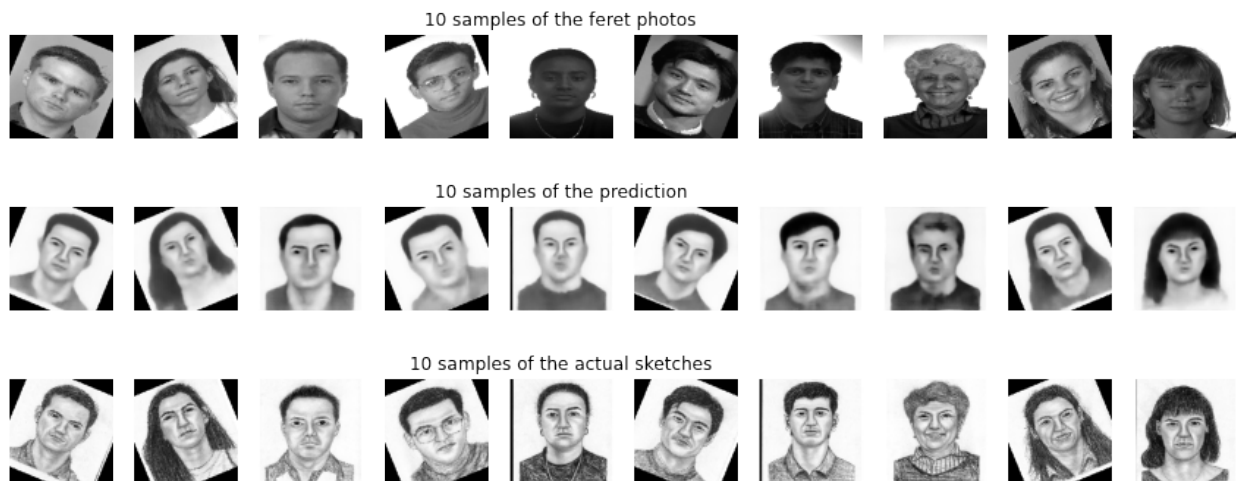 10 samples of the feret photos
10 samples of the prediction
10 samples of the actual sketches